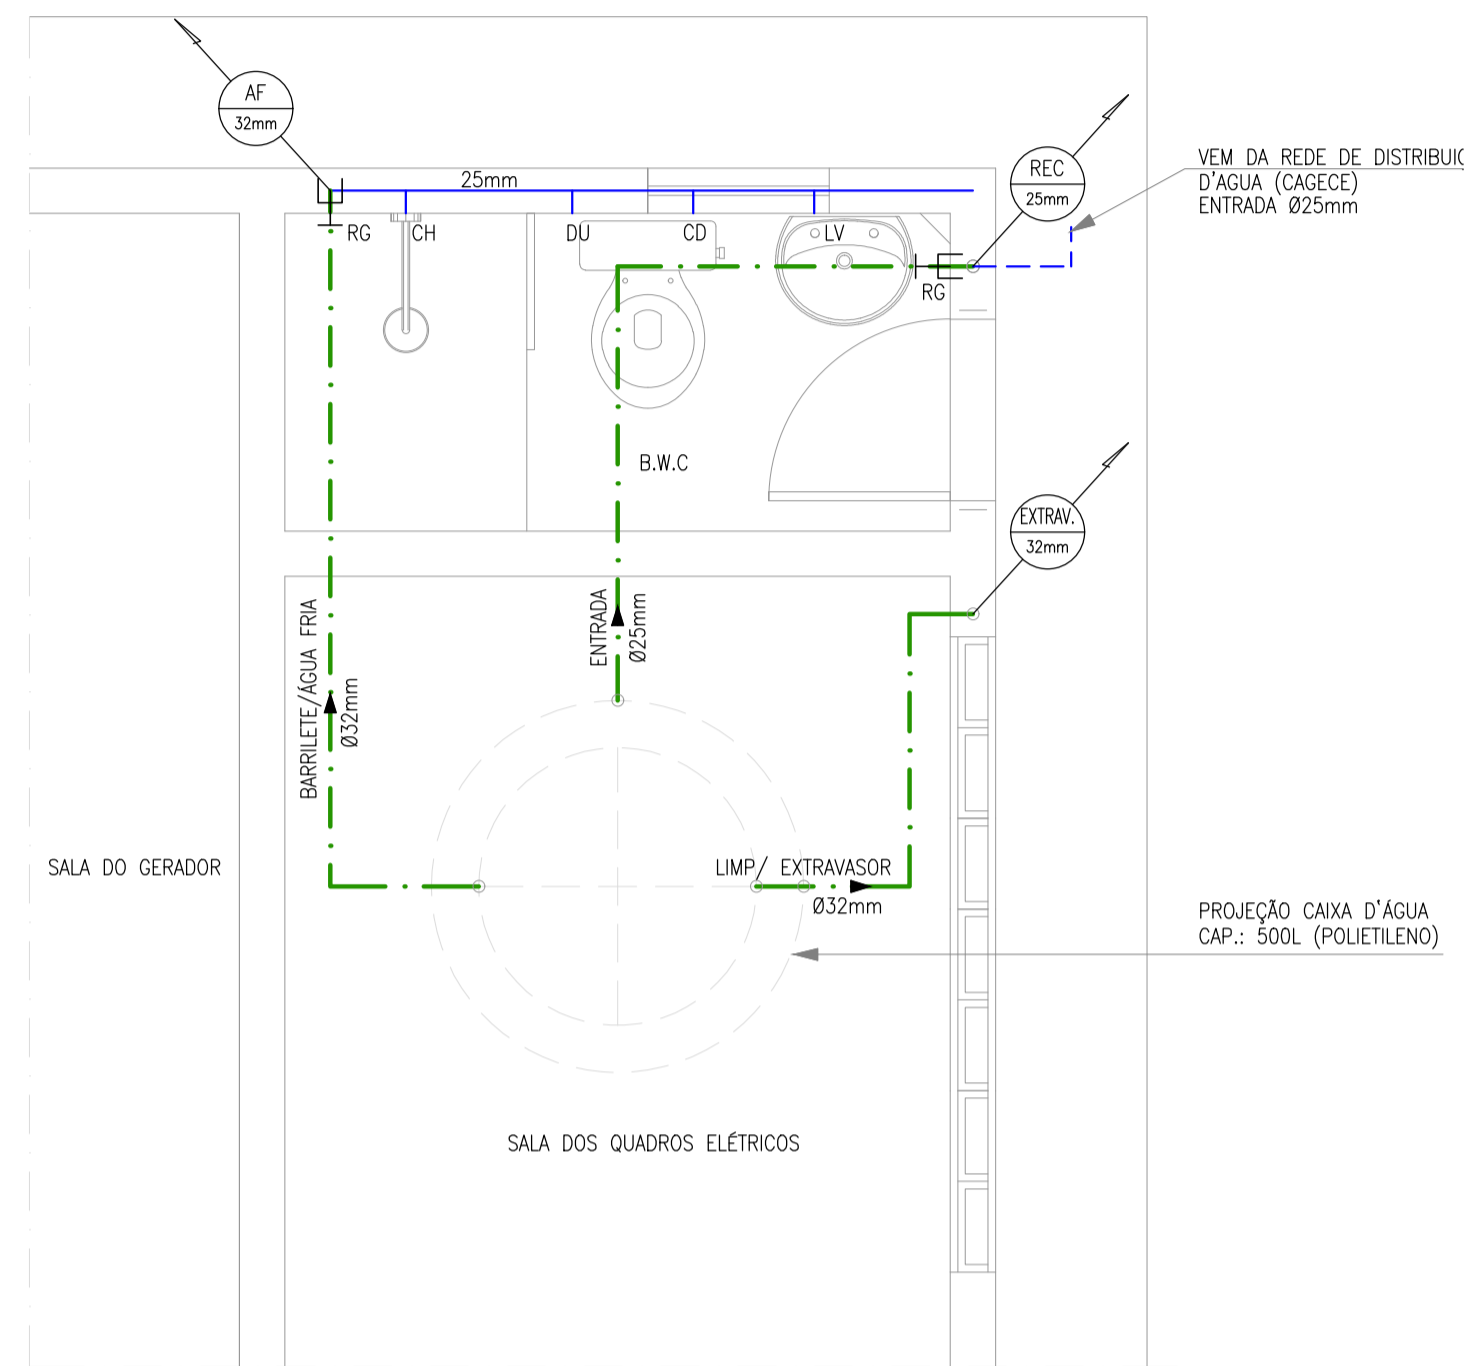 AF
32mm
REC
25mm
VEM DA REDE DE DISTRIBUIÇ
D'AGUA (CAGECE)
ENTRADA Ø25mm
25mm
RG
CH
DU
CD
LV
RG
B.W.C
EXTRAV.
32mm
BARRILETE/ÁGUA FRIA
Ø32mm
ENTRADA
Ø25mm
SALA DO GERADOR
LIMP/ EXTRAVASOR
Ø32mm
PROJEÇÃO CAIXA D'ÁGUA
CAP.: 500L (POLIETILENO)
SALA DOS QUADROS ELÉTRICOS